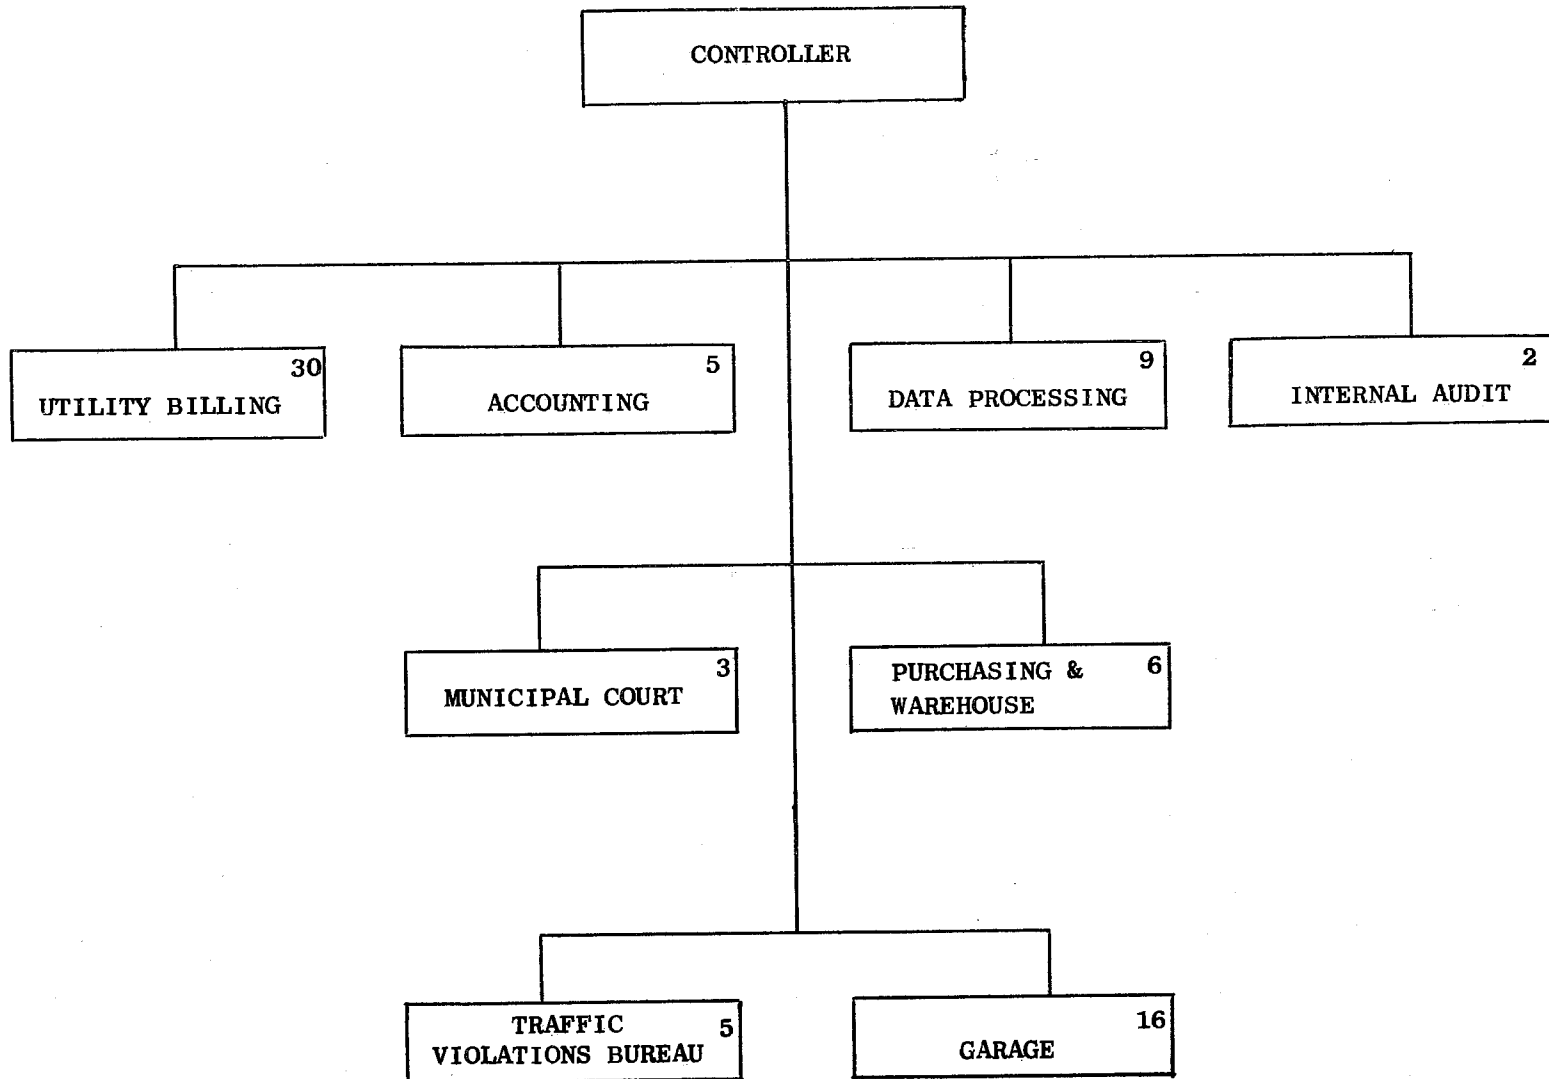 CONTROLLER
30
UTILITY BILLING
5
ACCOUNTING
9
DATA PROCESSING
2
INTERNAL AUDIT
3
MUNICIPAL COURT
PURCHASING & 6
WAREHOUSE
TRAFFIC 5
VIOLATIONS BUREAU
16
GARAGE